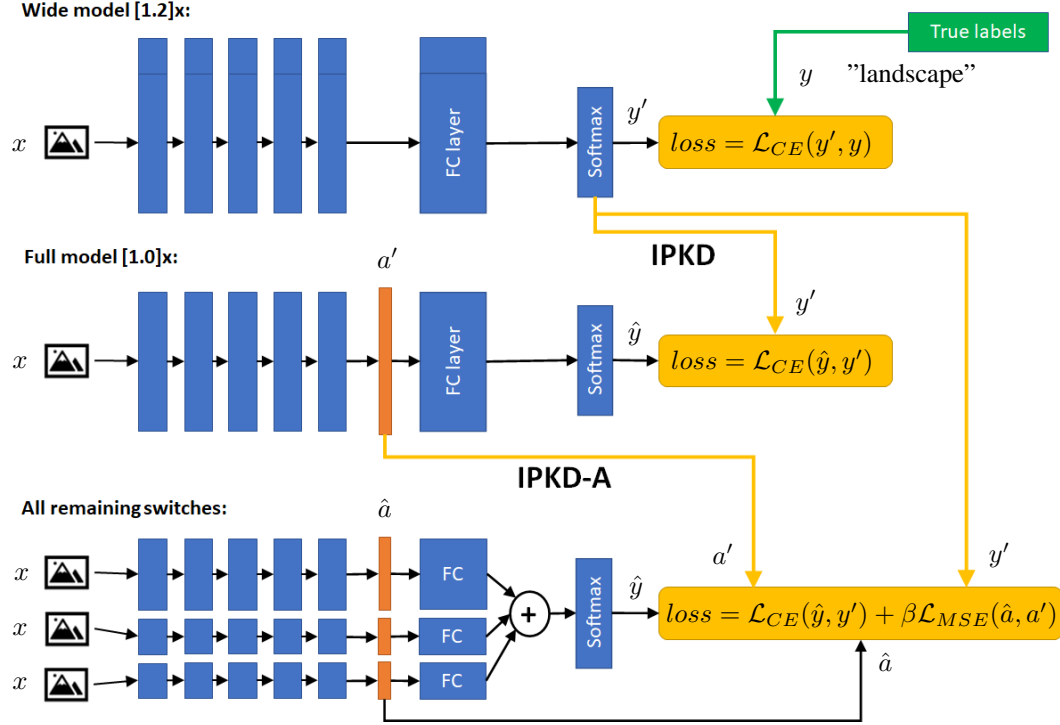 Wide model [1.2]x:
True labels
y "landscape"
x
FC layer
Softmax
y′
loss = ℒ_CE(y′, y)
IPKD
Full model [1.0]x:
a′
y′
x
FC layer
Softmax
ŷ
loss = ℒ_CE(ŷ, y′)
IPKD-A
All remaining switches:
â
a′
y′
x
FC
x
FC
x
FC
+
Softmax
ŷ
loss = ℒ_CE(ŷ, y′) + βℒ_MSE(â, a′)
â